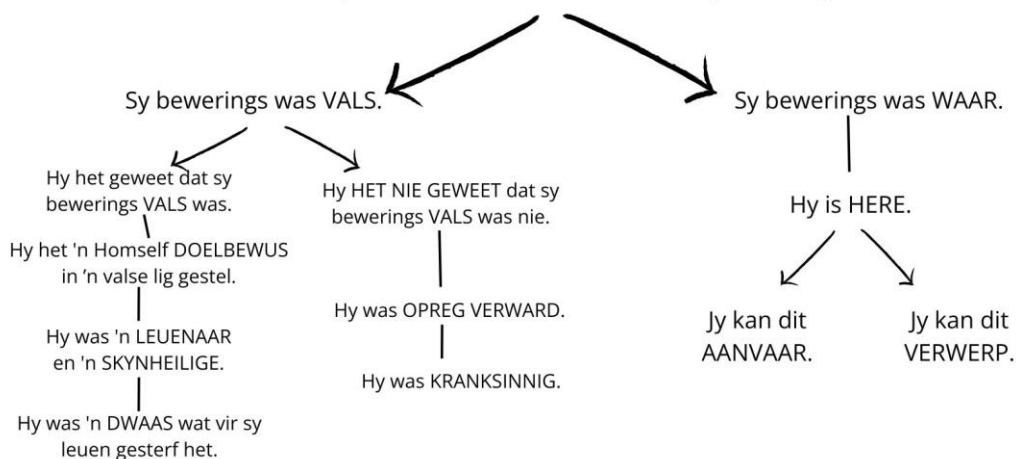 Sy bewerings was VALS.
Sy bewerings was WAAR.
Hy het geweet dat sy
bewerings VALS was.
Hy het 'n Homself DOELBEWUS
in 'n valse lig gestel.
Hy was 'n LEUENAAR
en 'n SKYNHEILIGE.
Hy was 'n DWAAS wat vir sy
leuen gesterf het.
Hy HET NIE GEWEET dat sy
bewerings VALS was nie.
Hy was OPREG VERWARD.
Hy was KRANKSINNIG.
Hy is HERE.
Jy kan dit
AANVAAR.
Jy kan dit
VERWERP.